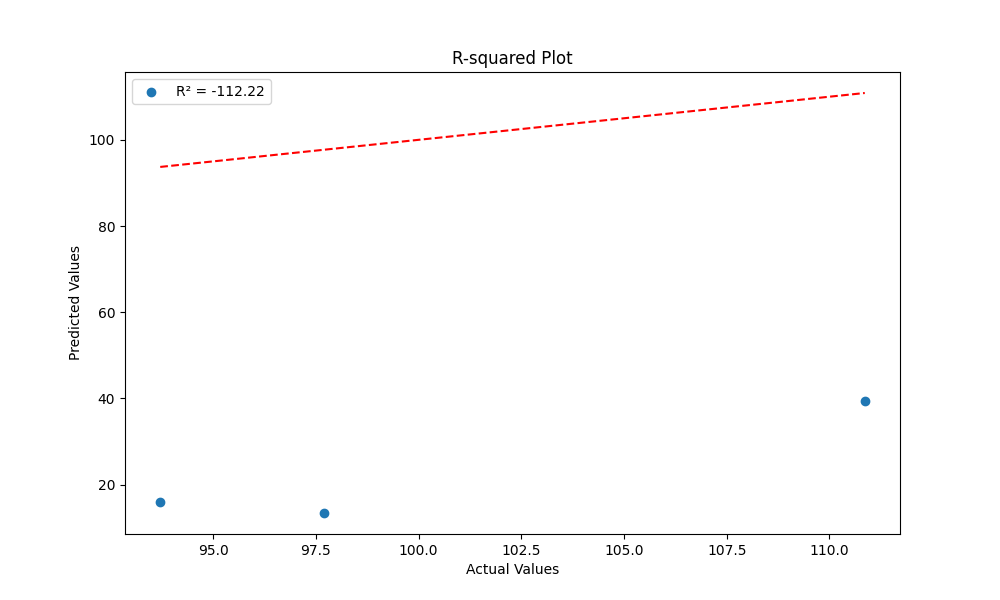 R-squared Plot
R² = -112.22
100
80
60
40
20
Predicted Values
95.0 97.5 100.0 102.5 105.0 107.5 110.0
Actual Values